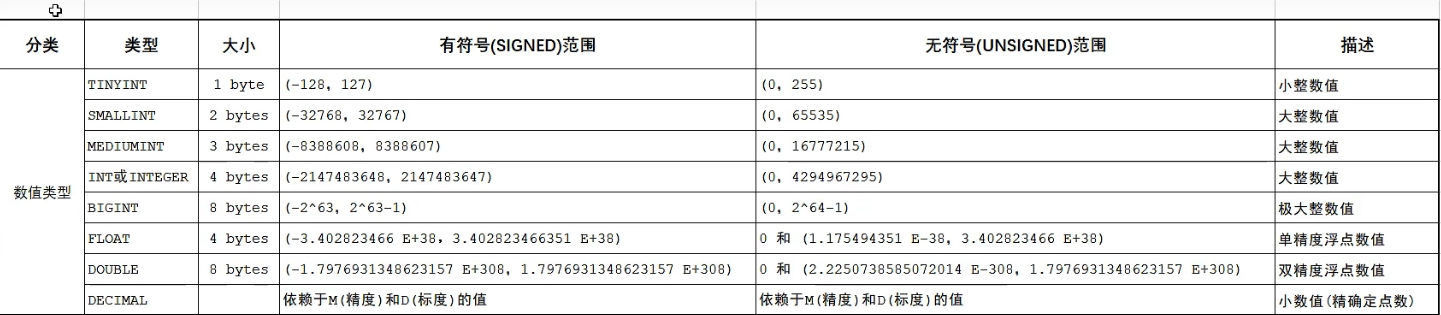 分类 类型 大小 有符号(SIGNED)范围 无符号(UNSIGNED)范围 描述
TINYINT 1 byte (-128，127) (0，255) 小整数值
SMALLINT 2 bytes (-32768，32767) (0，65535) 大整数值
MEDIUMINT 3 bytes (-8388608，8388607) (0，16777215) 大整数值
数值类型 INT或INTEGER 4 bytes (-2147483648，2147483647) (0，4294967295) 大整数值
BIGINT 8 bytes (-2^63，2^63-1) (0，2^64-1) 极大整数值
FLOAT 4 bytes (-3.402823466 E+38，3.402823466351 E+38) 0 和 (1.175494351 E-38，3.402823466 E+38) 单精度浮点数值
DOUBLE 8 bytes (-1.7976931348623157 E+308，1.7976931348623157 E+308) 0 和 (2.2250738585072014 E-308，1.7976931348623157 E+308) 双精度浮点数值
DECIMAL 依赖于M(精度)和D(标度)的值 依赖于M(精度)和D(标度)的值 小数值(精确定点数)